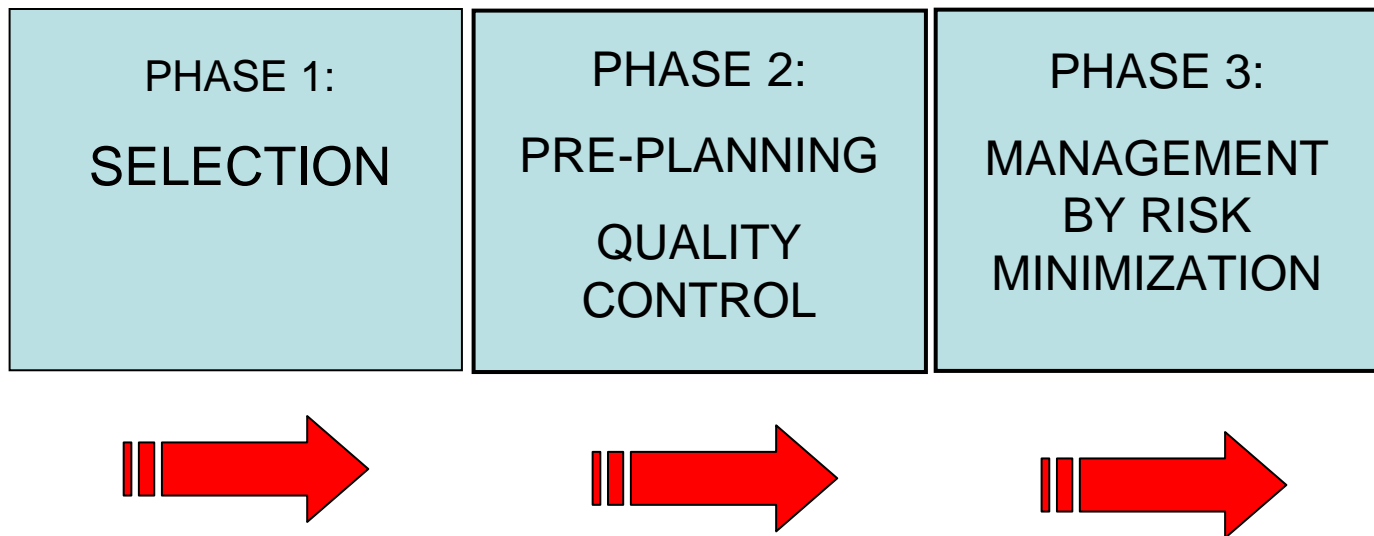 PHASE 1:
SELECTION
PHASE 2:
PRE-PLANNING
QUALITY
CONTROL
PHASE 3:
MANAGEMENT
BY RISK
MINIMIZATION